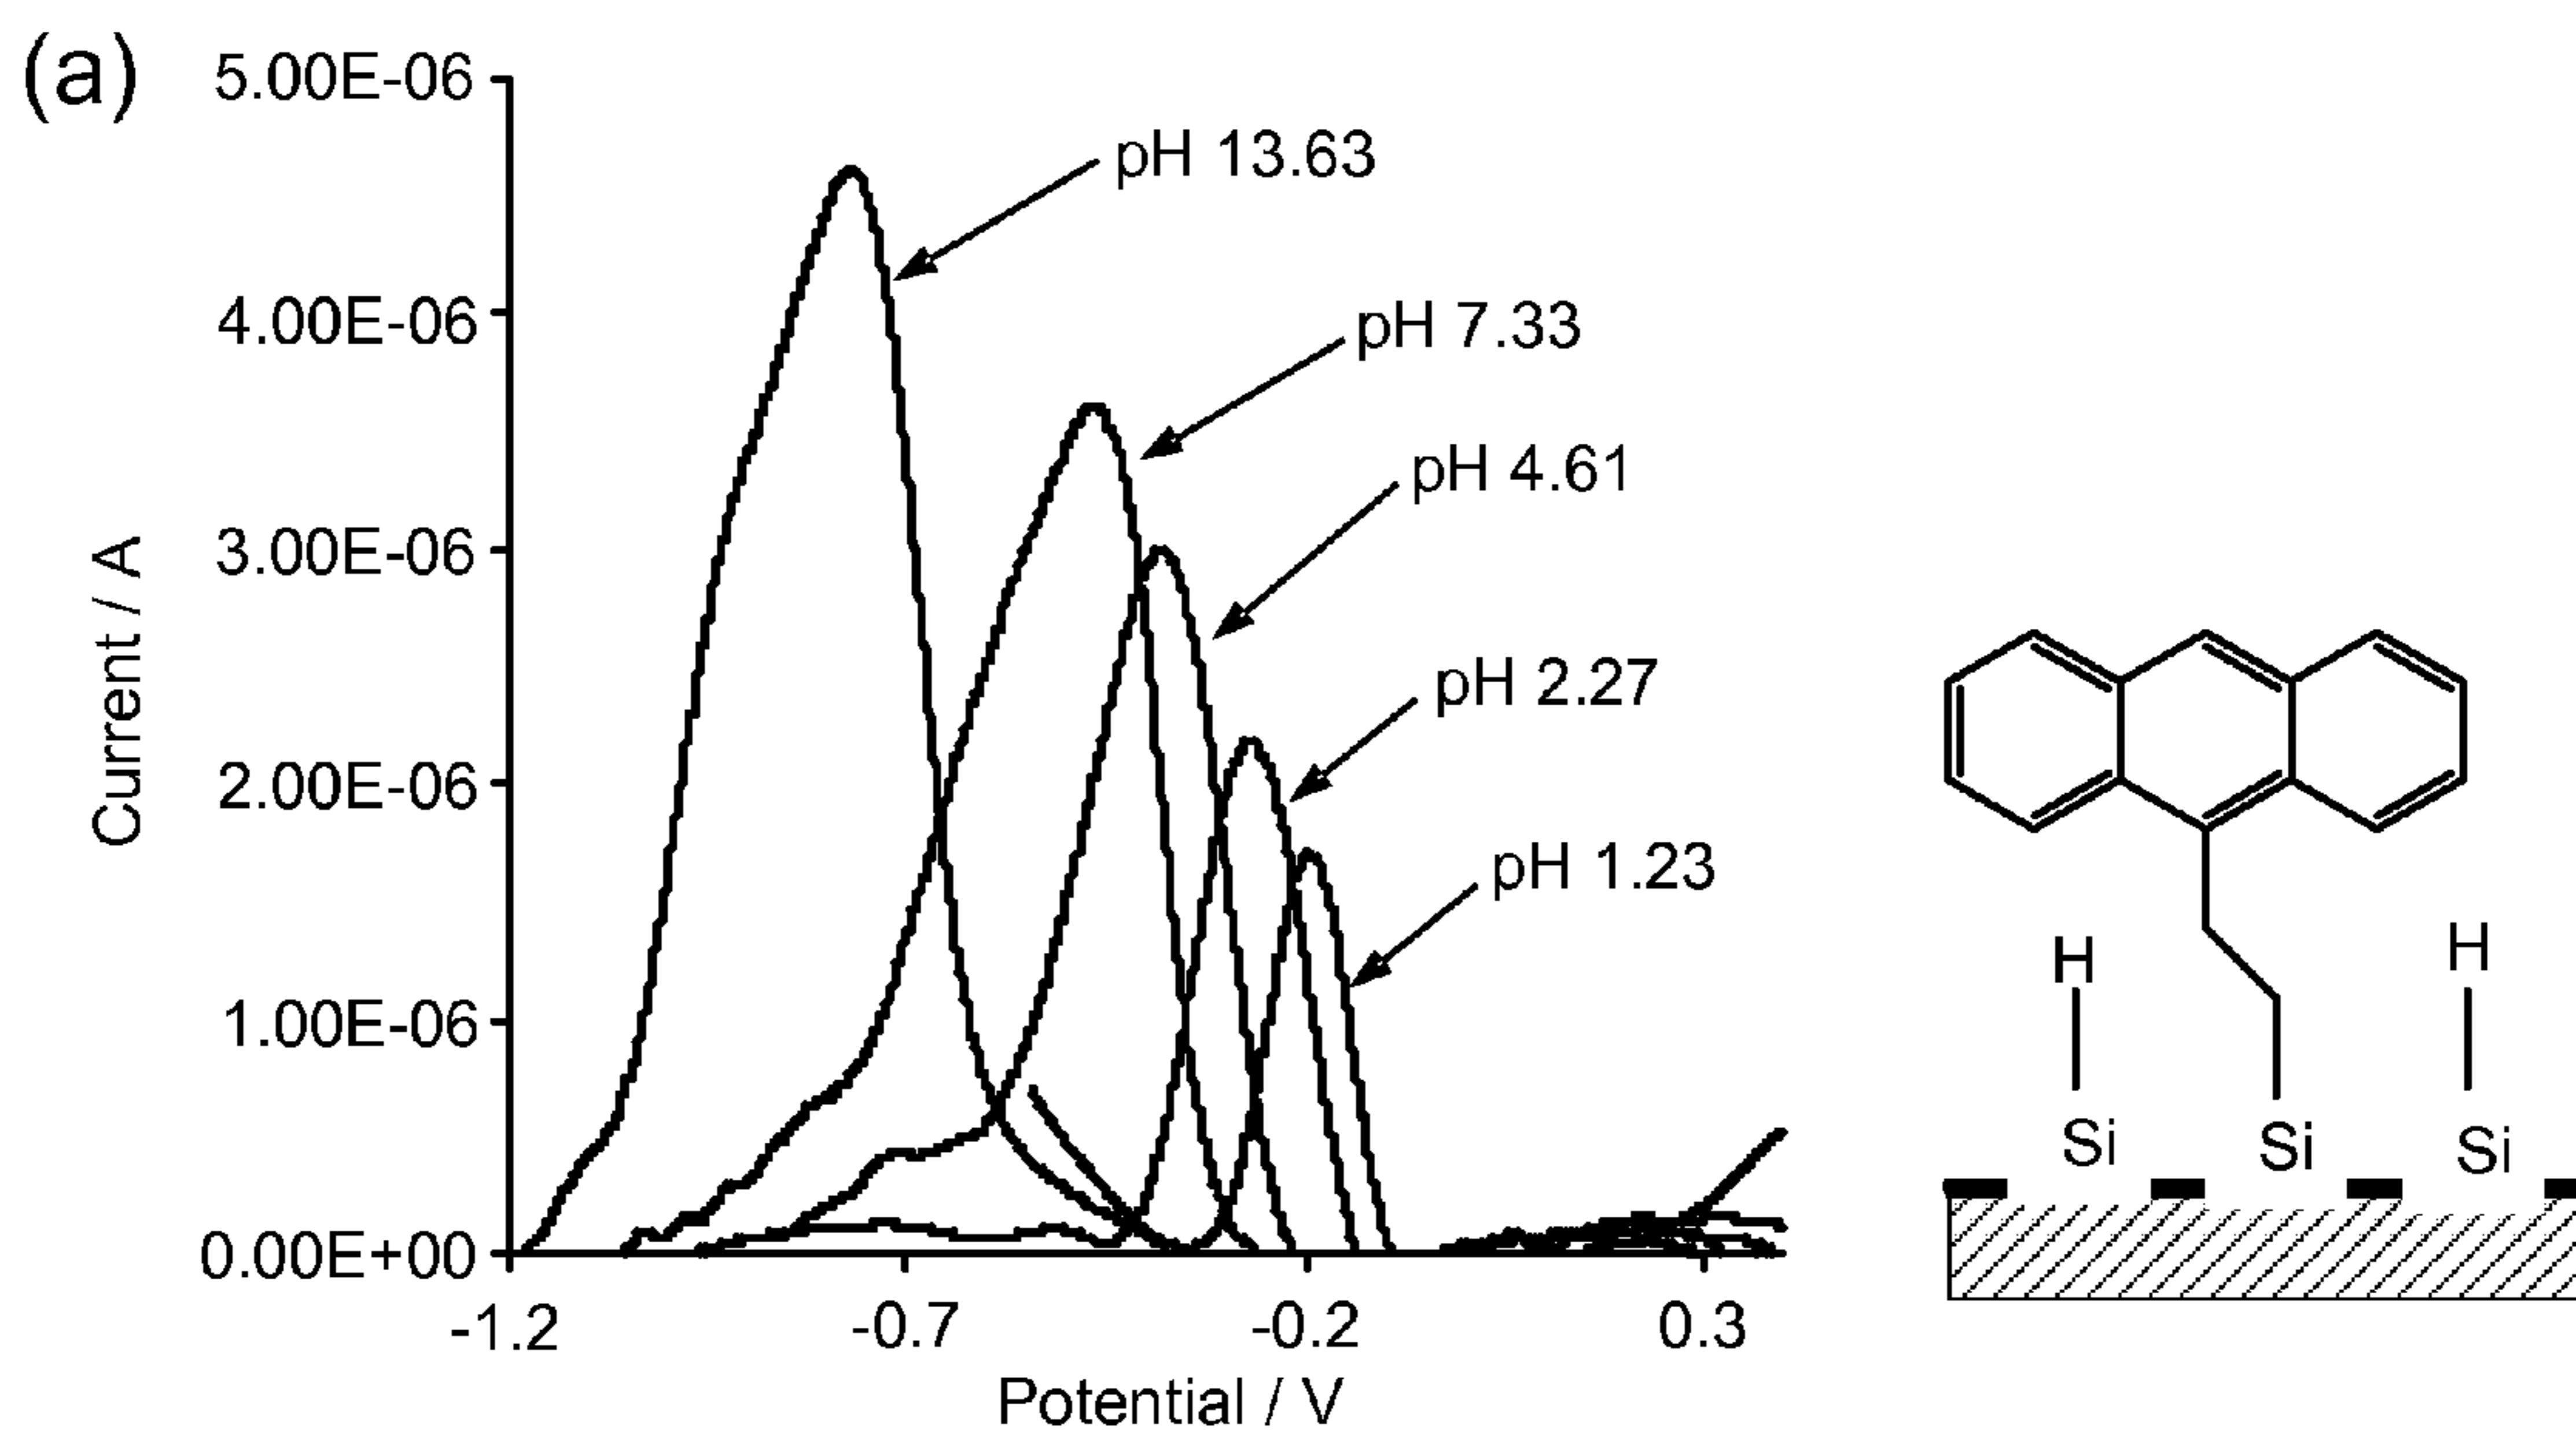 (a)
5.00E-06
4.00E-06
3.00E-06
2.00E-06
1.00E-06
0.00E+00
Current / A
-1.2
-0.7
-0.2
0.3
Potential / V
pH 13.63
pH 7.33
pH 4.61
pH 2.27
pH 1.23
H
H
Si
Si
Si